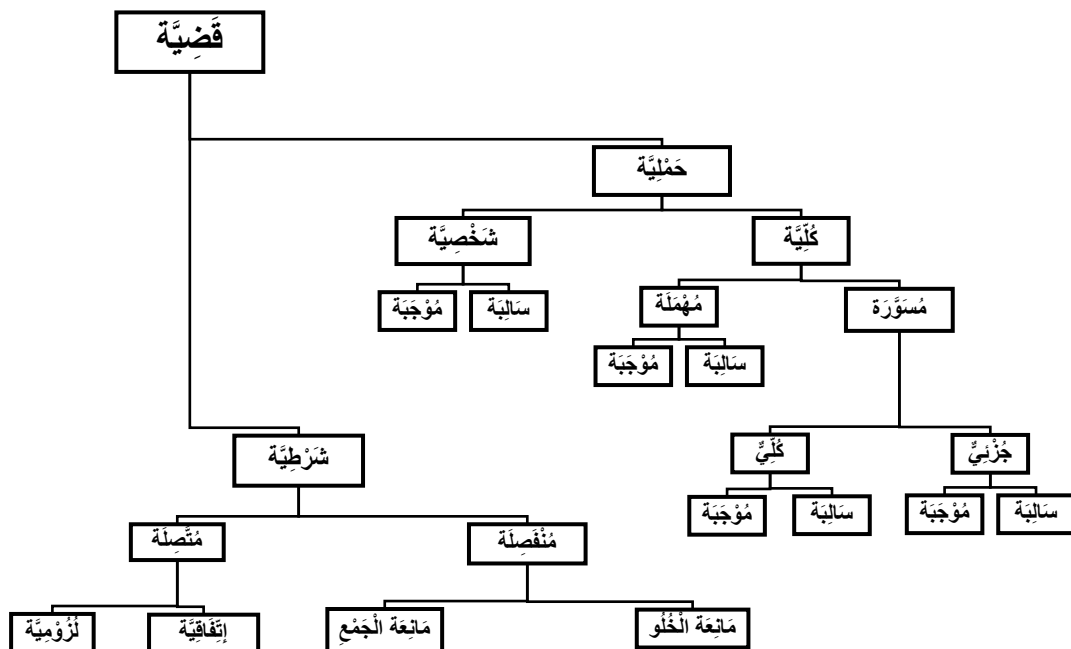 قَضِيَّة
حَمْلِيَّة
كُلِّيَّة
شَخْصِيَّة
مُسَوَّرَة
مُهْمَلَة
سَالِبَة
مُوْجَبَة
سَالِبَة
مُوْجَبَة
جُزْئِيٌّ
كُلِّيٌّ
شَرْطِيَّة
سَالِبَة
مُوْجَبَة
سَالِبَة
مُوْجَبَة
مُنْفَصِلَة
مُتَّصِلَة
مَانِعَة الْخُلُو
مَانِعَة الْجَمْعِ
إِتِّفَاقِيَّة
لُزُوْمِيَّة